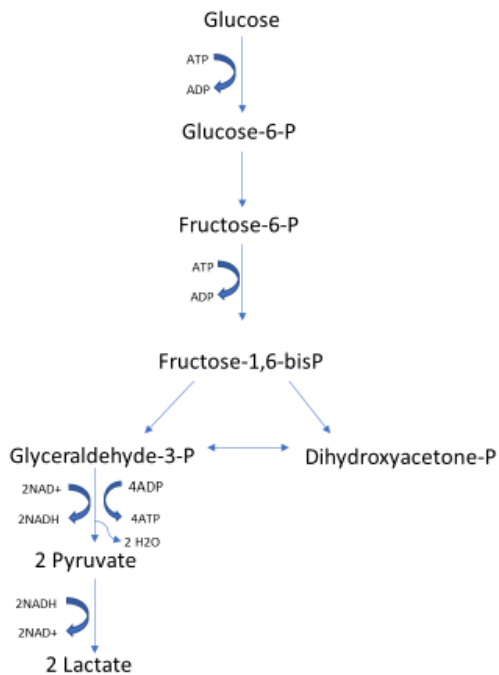 Glucose
ATP
ADP
Glucose-6-P
Fructose-6-P
ATP
ADP
Fructose-1,6-bisP
Glyceraldehyde-3-P
Dihydroxyacetone-P
2NAD+
4ADP
2NADH
4ATP
2 H2O
2 Pyruvate
2NADH
2NAD+
2 Lactate